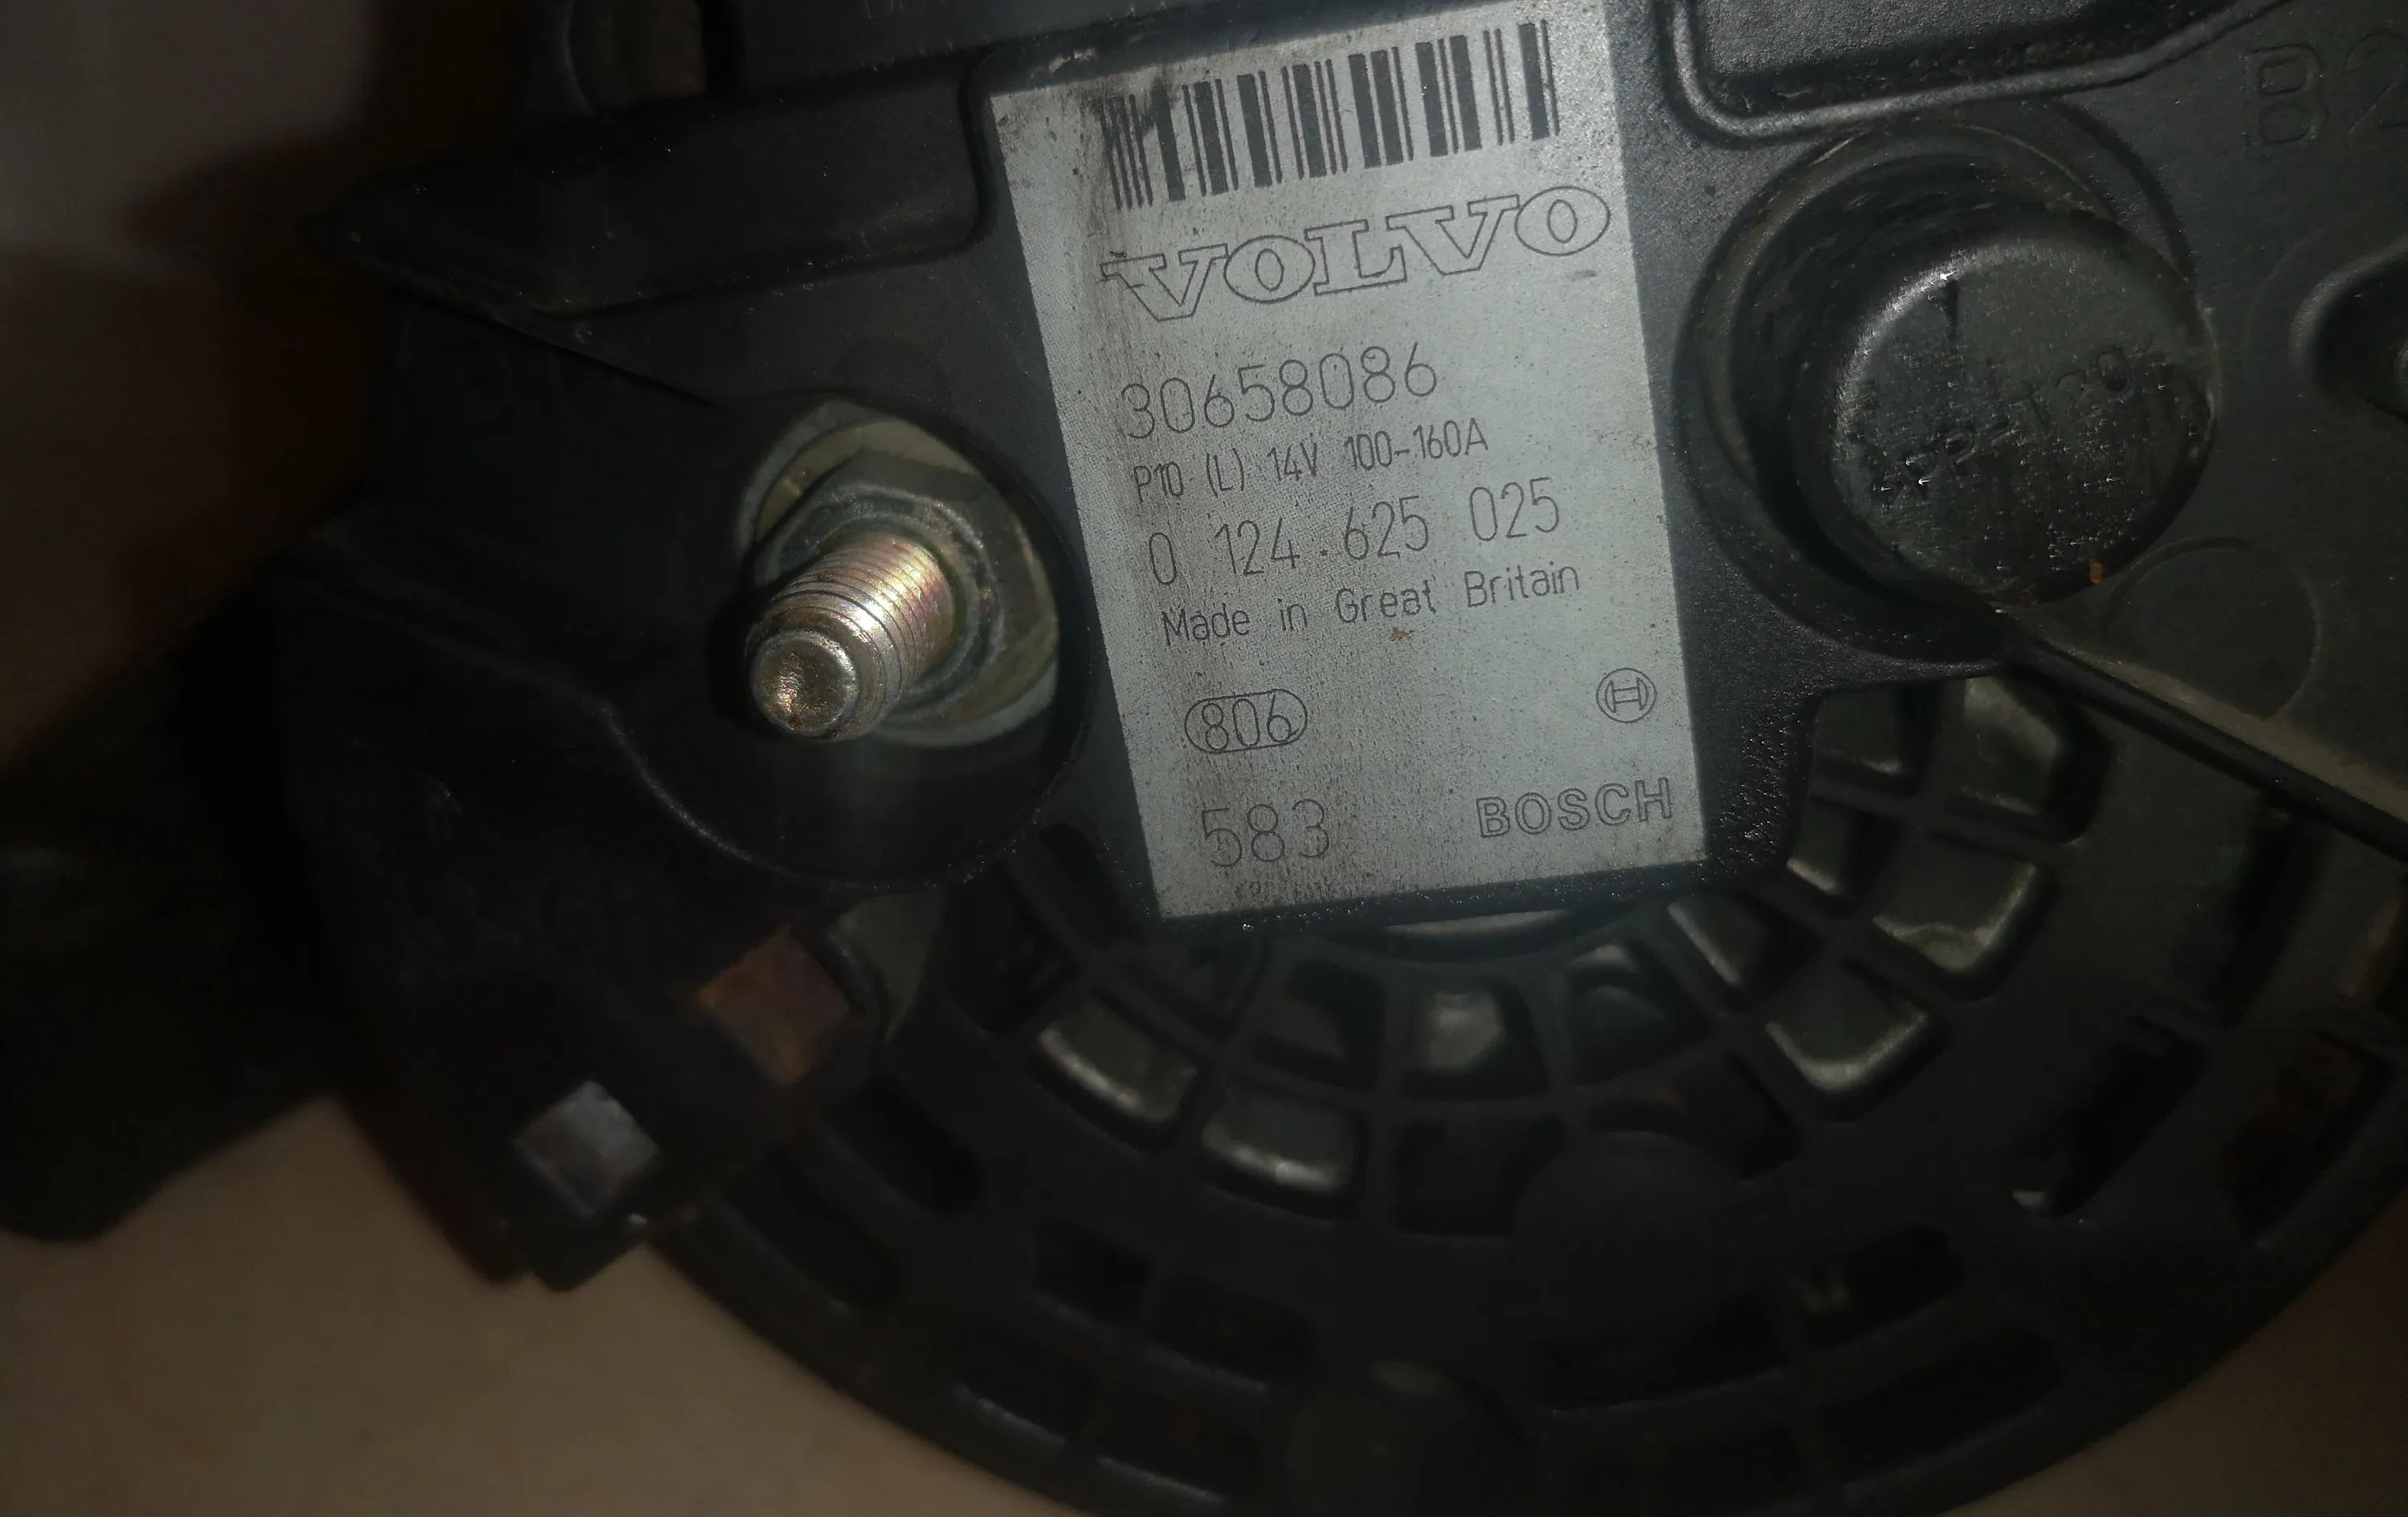 VOLVO
30658086
P10 (L) 14V 100-160A
0 124 625 025
Made in Great Britain
806
583
BOSCH